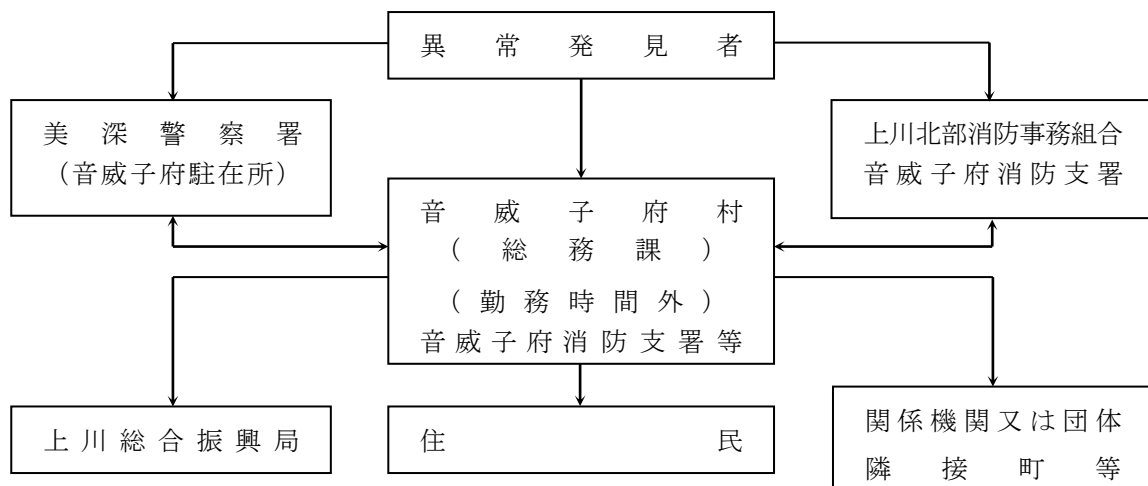 異常発見者
美深警察署
（音威子府駐在所）
上川北部消防事務組合
音威子府消防支署
音威子府村
（総務課）
（勤務時間外）
音威子府消防支署等
上川総合振興局
住民
関係機関又は団体
隣接町等